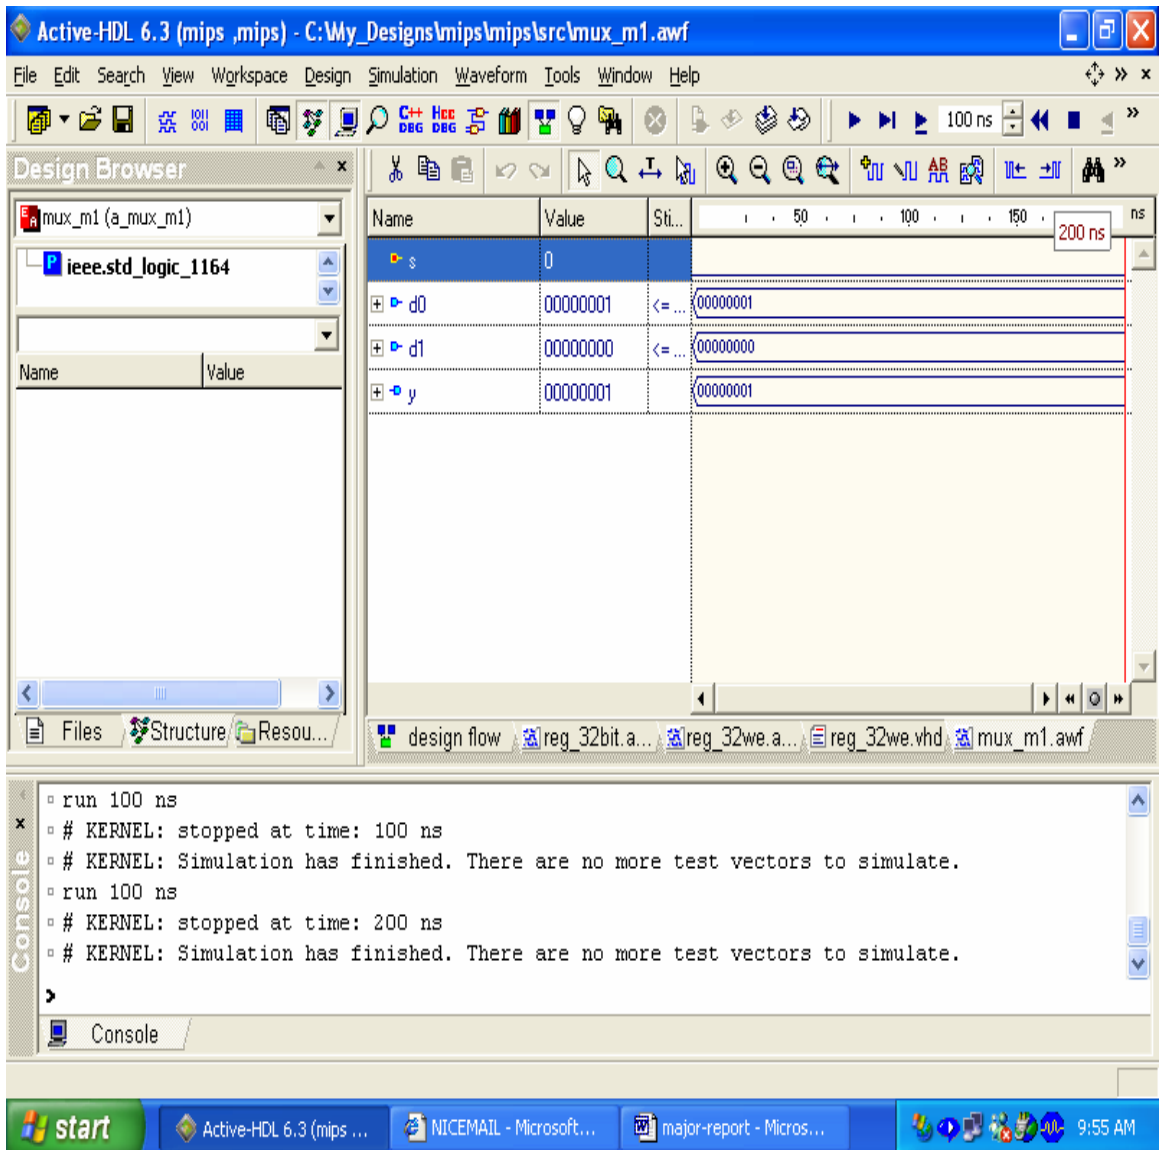 Active-HDL 6.3 (mips ,mips) - C:\My_Designs\mips\mips\src\mux_m1.awf
File Edit Search View Workspace Design Simulation Waveform Tools Window Help
C++ DBG HCC DBG 100 ns
Design Browser
mux_m1 (a_mux_m1)
ieee.std_logic_1164
Name Value
Files Structure Resou...
Name Value Sti... 50 100 150 ns
200 ns
s 0
d0 00000001 <= ... 00000001
d1 00000000 <= ... 00000000
y 00000001 00000001
design flow reg_32bit.a... reg_32we.a... reg_32we.vhd mux_m1.awf
run 100 ns
# KERNEL: stopped at time: 100 ns
# KERNEL: Simulation has finished. There are no more test vectors to simulate.
run 100 ns
# KERNEL: stopped at time: 200 ns
# KERNEL: Simulation has finished. There are no more test vectors to simulate.
>
Console
Console
start Active-HDL 6.3 (mips ... NICEMAIL - Microsoft... major-report - Micros... 9:55 AM